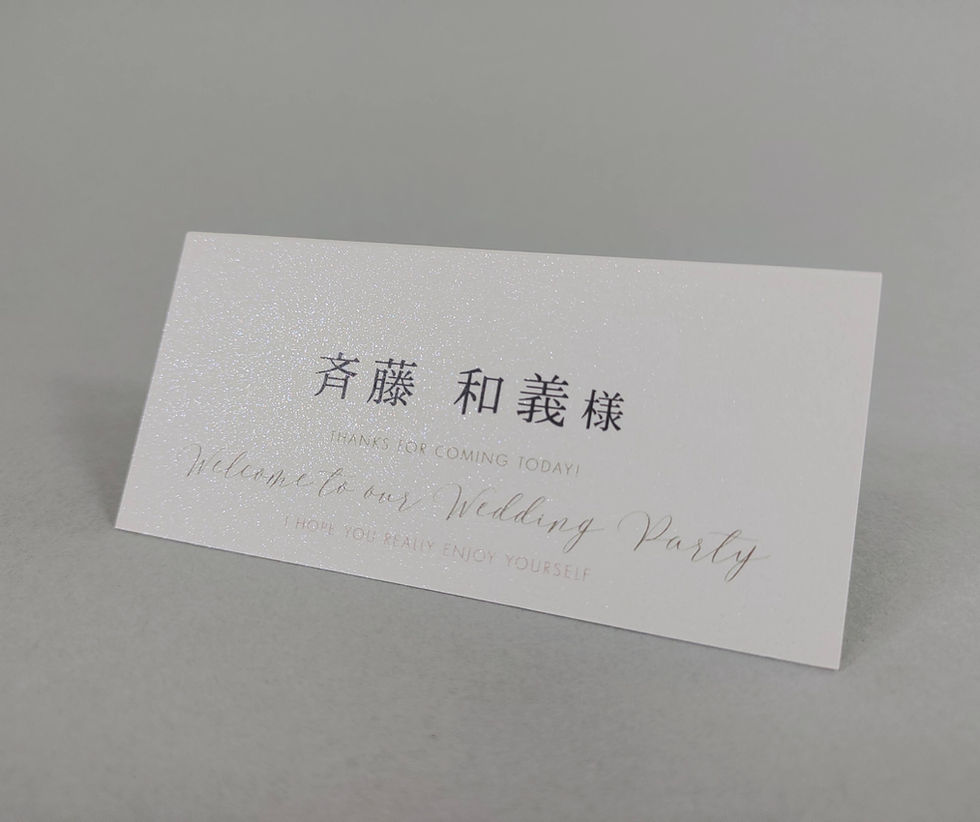 斉藤 和義 様
THANKS FOR COMING TODAY!
Welcome to our Wedding Party
I HOPE YOU REALLY ENJOY YOURSELF